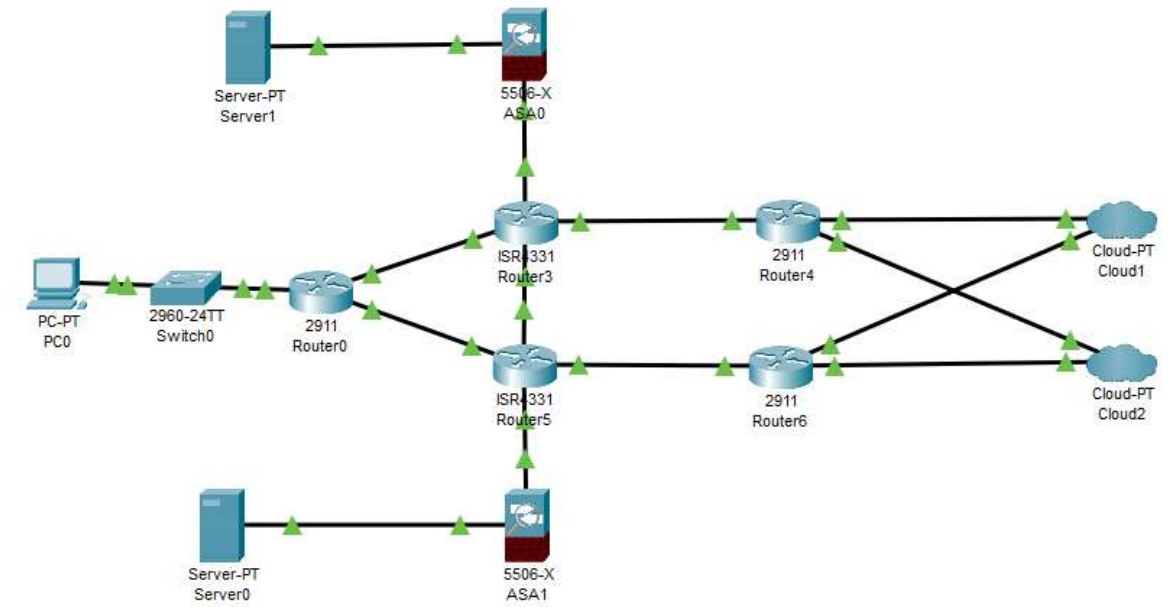 Server-PT
Server1
5506-X
ASA0
ISR4331
Router3
2911
Router4
Cloud-PT
Cloud1
PC-PT
PC0
2960-24TT
Switch0
2911
Router0
ISR4331
Router5
2911
Router6
Cloud-PT
Cloud2
Server-PT
Server0
5506-X
ASA1